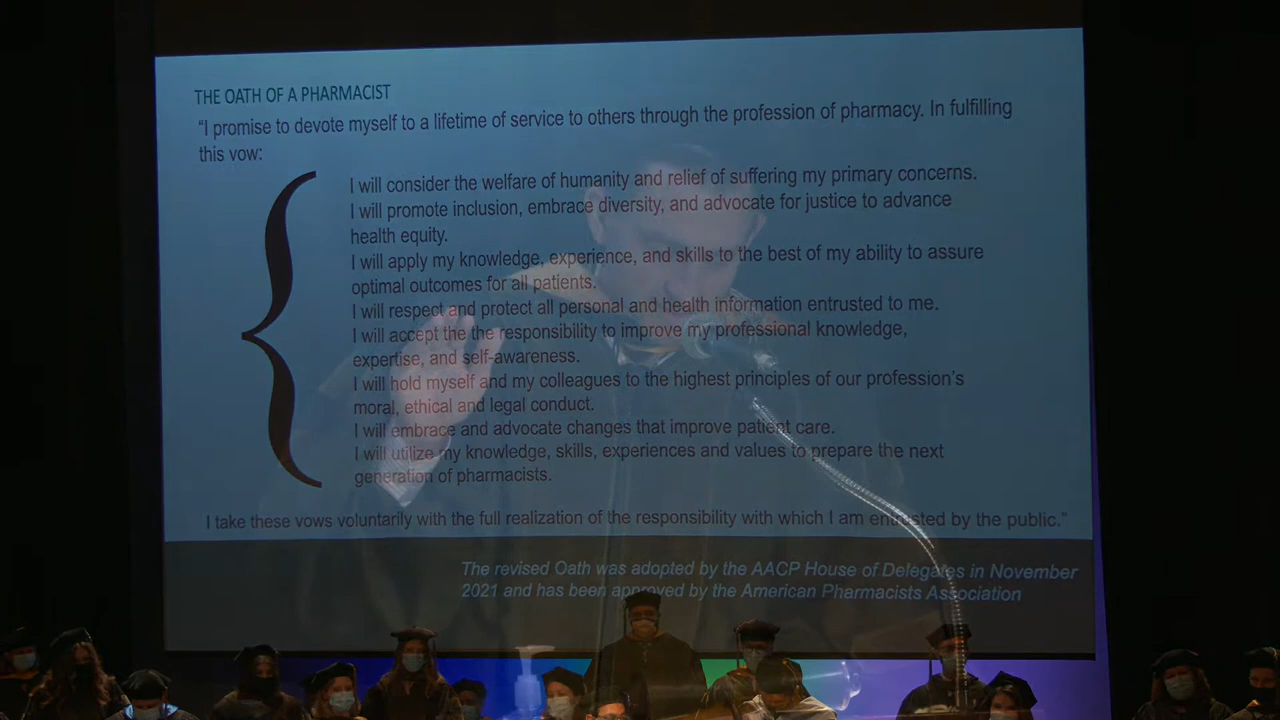 THE OATH OF A PHARMACIST
“I promise to devote myself to a lifetime of service to others through the profession of pharmacy. In fulfilling
this vow:
I will consider the welfare of humanity and relief of suffering my primary concerns.
I will promote inclusion, embrace diversity, and advocate for justice to advance
health equity.
I will apply my knowledge, experience, and skills to the best of my ability to assure
optimal outcomes for all patients.
I will respect and protect all personal and health information entrusted to me.
I will accept the the responsibility to improve my professional knowledge,
expertise, and self-awareness.
I will hold myself and my colleagues to the highest principles of our profession’s
moral, ethical and legal conduct.
I will embrace and advocate changes that improve patient care.
I will utilize my knowledge, skills, experiences and values to prepare the next
generation of pharmacists.
I take these vows voluntarily with the full realization of the responsibility with which I am entrusted by the public.”
The revised Oath was adopted by the AACP House of Delegates in November
2021 and has been approved by the American Pharmacists Association